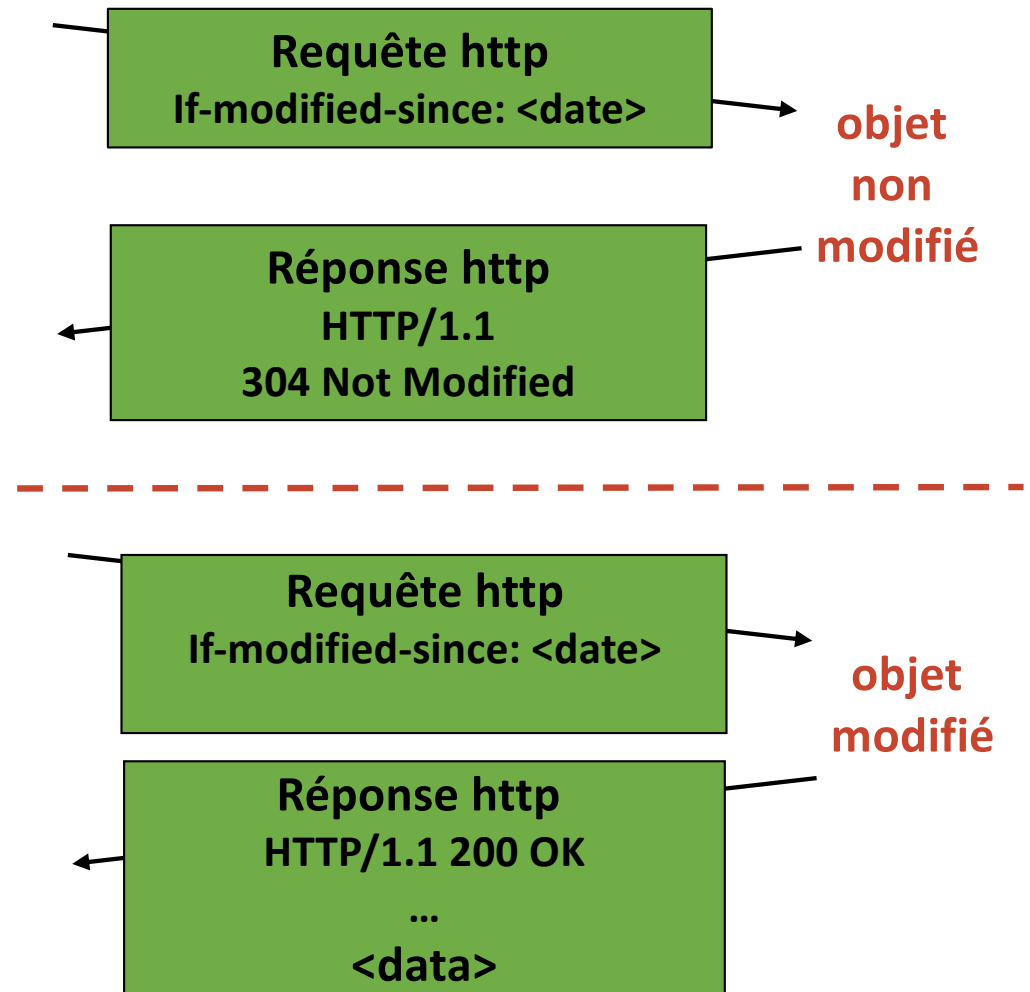 Requête http
If-modified-since: <date>
objet
non
modifié
Réponse http
HTTP/1.1
304 Not Modified
Requête http
If-modified-since: <date>
objet
modifié
Réponse http
HTTP/1.1 200 OK
…
<data>